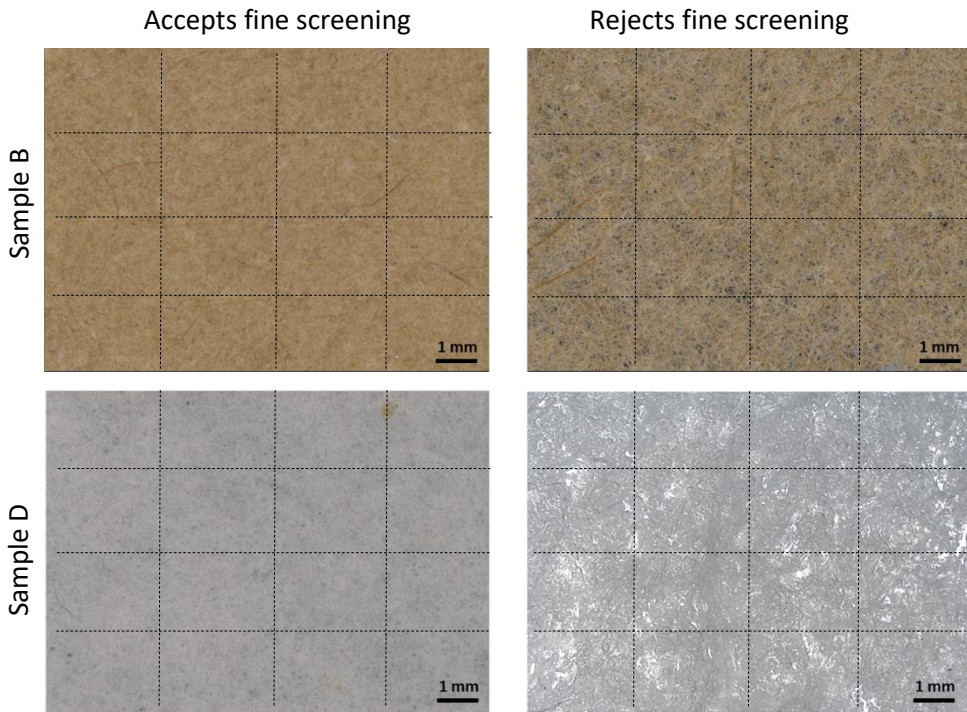 Accepts fine screening
Rejects fine screening
Sample B
1 mm
1 mm
Sample D
1 mm
1 mm